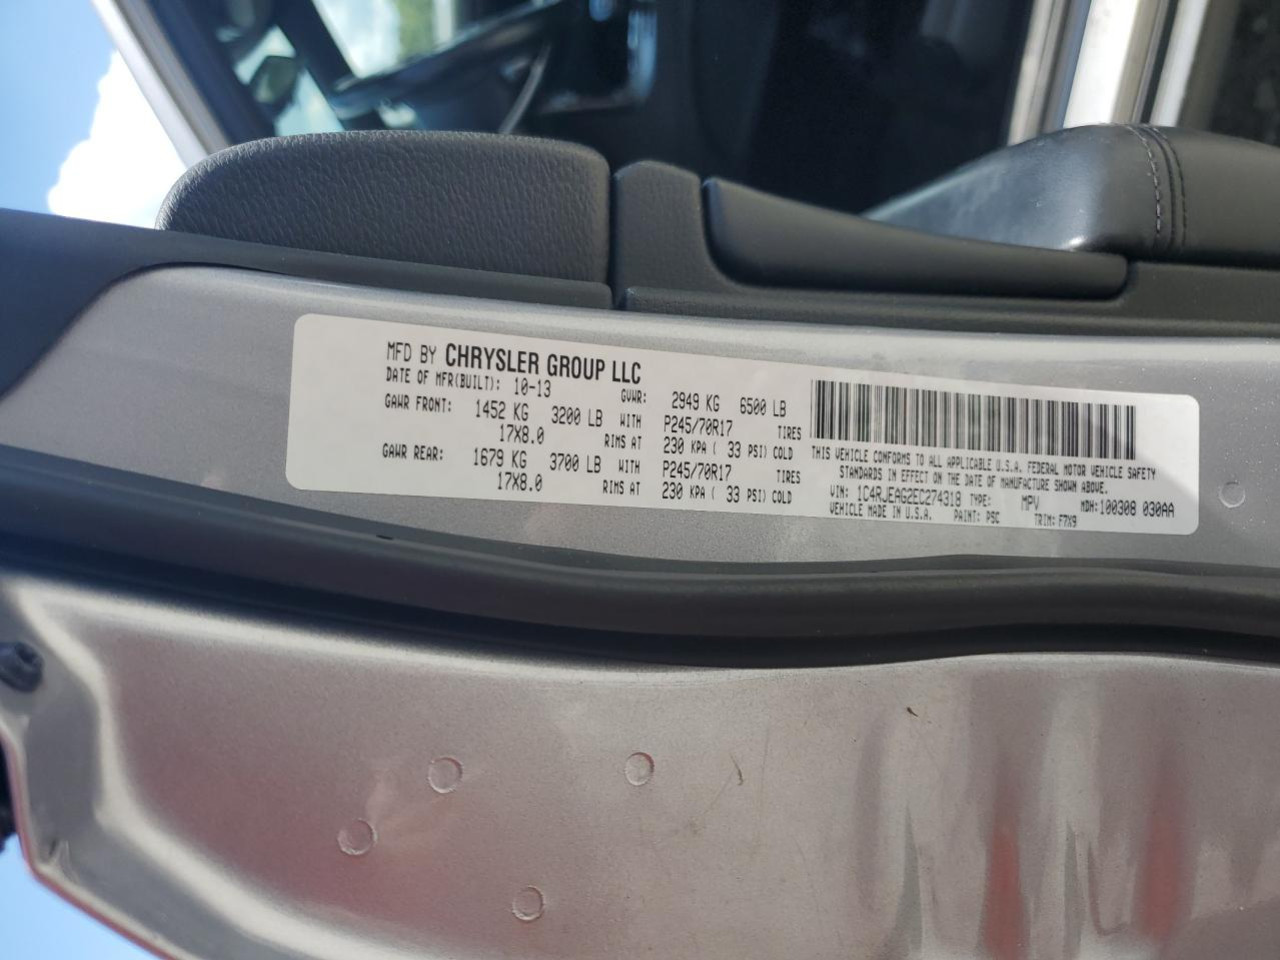 MFD BY CHRYSLER GROUP LLC
DATE OF MFR(BUILT): 10-13 GVWR: 2949 KG 6500 LB
GAWR FRONT: 1452 KG 3200 LB WITH P245/70R17 TIRES
17X8.0 RIMS AT 230 KPA ( 33 PSI) COLD
GAWR REAR: 1679 KG 3700 LB WITH P245/70R17 TIRES
17X8.0 RIMS AT 230 KPA ( 33 PSI) COLD
THIS VEHICLE CONFORMS TO ALL APPLICABLE U.S.A. FEDERAL MOTOR VEHICLE SAFETY
STANDARDS IN EFFECT ON THE DATE OF MANUFACTURE SHOWN ABOVE.
VIN: 1C4RJEAG2EC274318 TYPE: MPV MDH:100308 030AA
VEHICLE MADE IN U.S.A. PAINT: PSC TRIM: F7X9